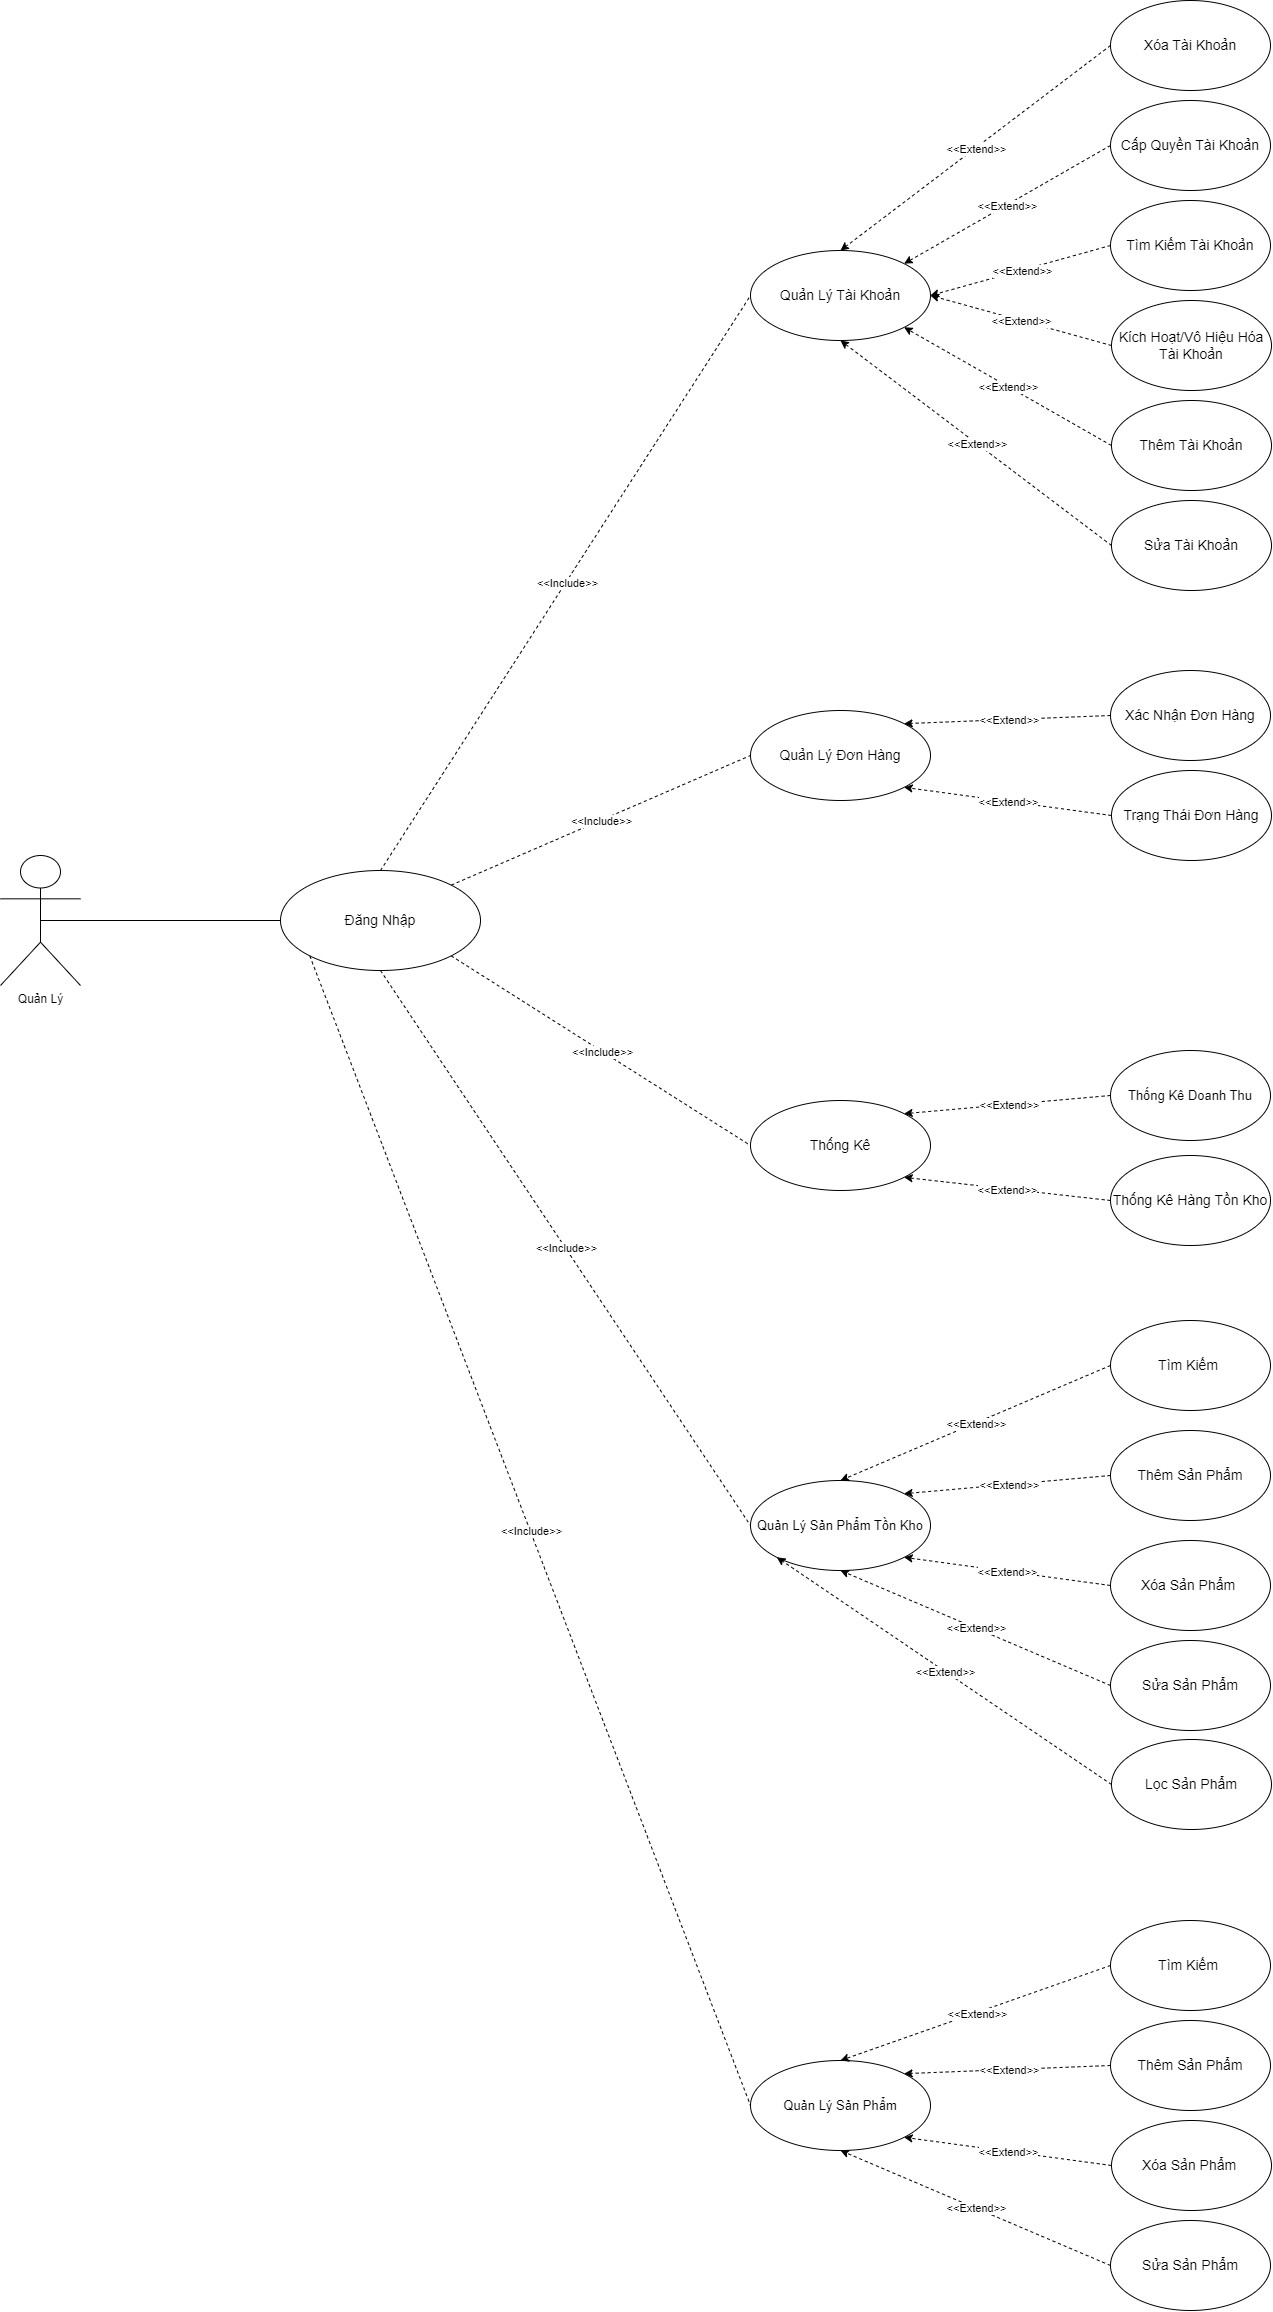 Xóa Tài Khoản
Cấp Quyền Tài Khoản
<<Extend>>
<<Extend>>
Tìm Kiếm Tài Khoản
<<Extend>>
Quản Lý Tài Khoản
<<Extend>>
Kích Hoạt/Vô Hiệu Hóa
Tài Khoản
<<Extend>>
Thêm Tài Khoản
<<Extend>>
Sửa Tài Khoản
<<Include>>
Xác Nhận Đơn Hàng
<<Extend>>
Quản Lý Đơn Hàng
<<Extend>>
Trạng Thái Đơn Hàng
<<Include>>
Đăng Nhập
Quản Lý
<<Include>>
Thống Kê Doanh Thu
<<Extend>>
Thống Kê
<<Extend>>
Thống Kê Hàng Tồn Kho
<<Include>>
Tìm Kiếm
<<Extend>>
Thêm Sản Phẩm
<<Extend>>
Quản Lý Sản Phẩm Tồn Kho
<<Include>>
<<Extend>>
Xóa Sản Phẩm
<<Extend>>
<<Extend>>
Sửa Sản Phẩm
Lọc Sản Phẩm
Tìm Kiếm
<<Extend>>
Thêm Sản Phẩm
<<Extend>>
Quản Lý Sản Phẩm
<<Extend>>
Xóa Sản Phẩm
<<Extend>>
Sửa Sản Phẩm